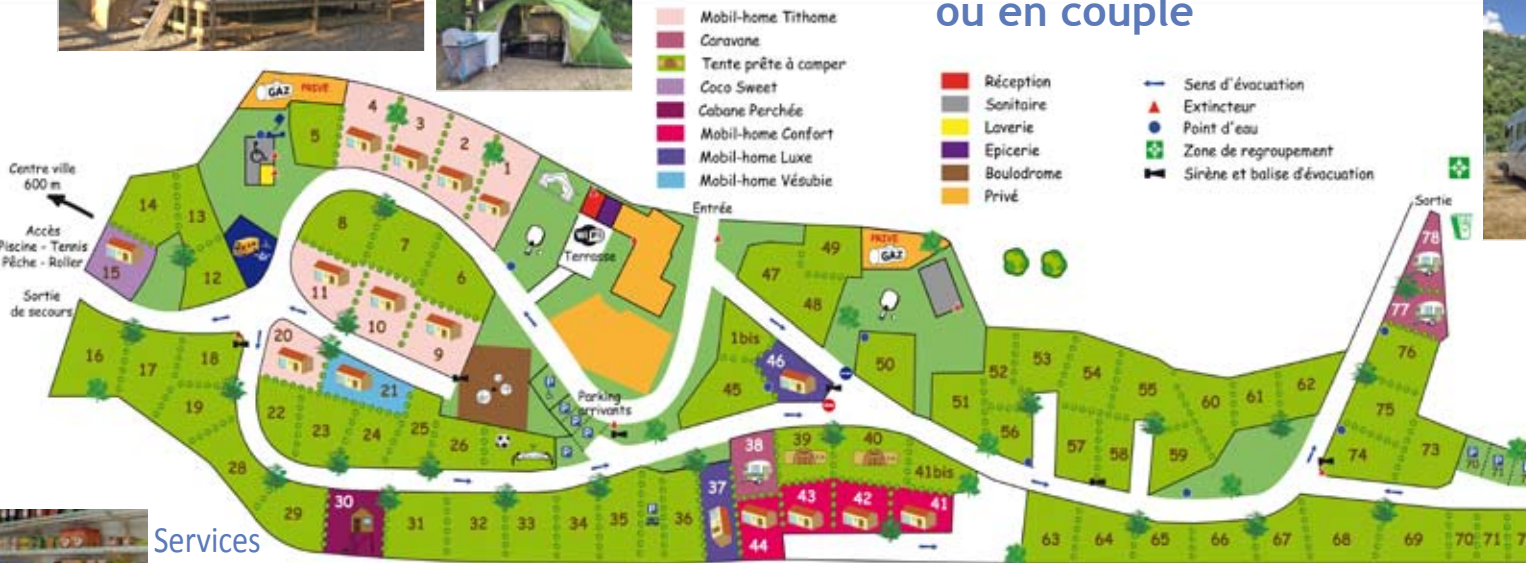 ou en couple
Mobil-home Tithome
Caravane
Tente prête à camper
Coco Sweet
Cabane Perchée
Mobil-home Confort
Mobil-home Luxe
Mobil-home Vésubie
Réception
Sanitaire
Laverie
Epicerie
Boulodrome
Privé
Sens d'évacuation
Extincteur
Point d'eau
Zone de regroupement
Sirène et balise d'évacuation
GAZ PRIVE
Centre ville
600 m
Accès
Piscine - Tennis
Pêche - Roller
Sortie
de secours
Entrée
Sortie
WiFi
Terrasse
PRIVE
GAZ
Parking
arrivants
P
P
P
P
P
P
P
1
2
3
4
5
6
7
8
9
10
11
12
13
14
15
16
17
18
19
20
21
22
23
24
25
26
28
29
30
31
32
33
34
35
36
37
38
39
40
41bis
41
42
43
44
45
1bis
46
47
48
49
50
51
52
53
54
55
56
57
58
59
60
61
62
63
64
65
66
67
68
69
70
71
73
74
75
76
77
78
70
Services